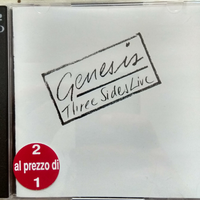 Genesis
Three Sides Live
2
al prezzo di
1